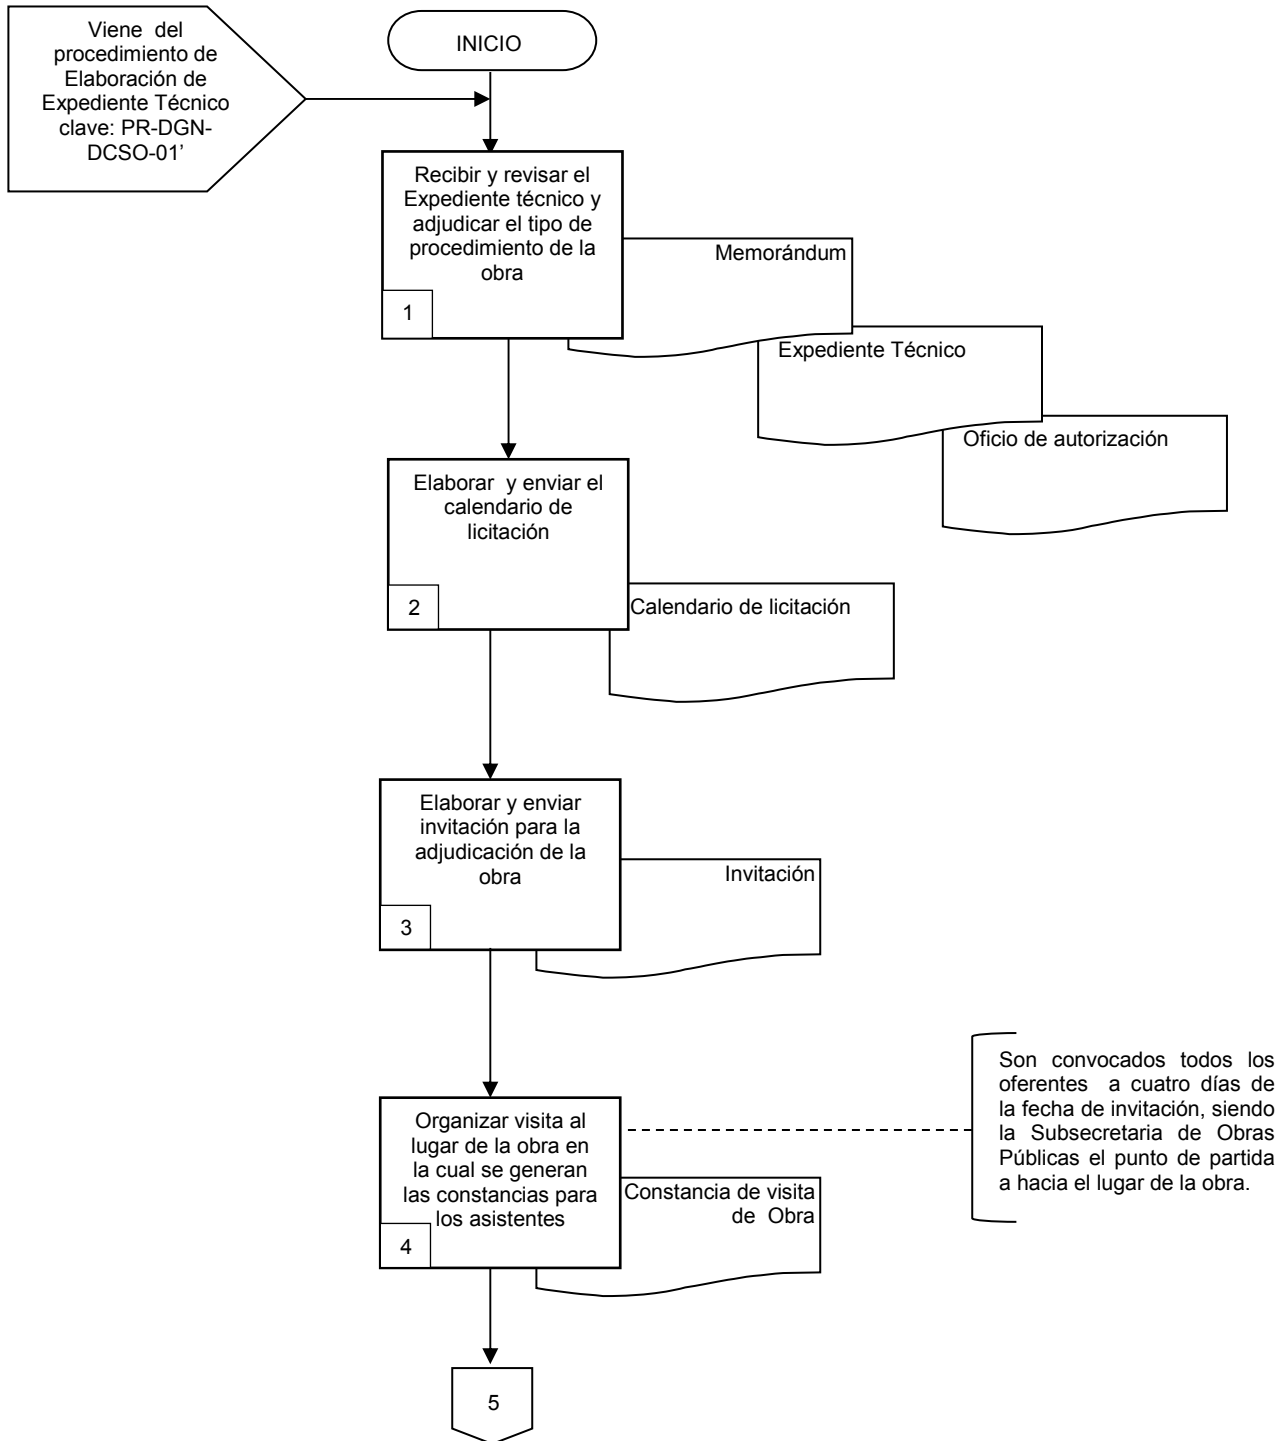 Viene del
procedimiento de
Elaboración de
Expediente Técnico
clave: PR-DGN-
DCSO-01’
INICIO
Recibir y revisar el
Expediente técnico y
adjudicar el tipo de
procedimiento de la
obra
1
Memorándum
Expediente Técnico
Oficio de autorización
Elaborar y enviar el
calendario de
licitación
2
Calendario de licitación
Elaborar y enviar
invitación para la
adjudicación de la
obra
3
Invitación
Organizar visita al
lugar de la obra en
la cual se generan
las constancias para
los asistentes
4
Constancia de visita
de Obra
Son convocados todos los
oferentes a cuatro días de
la fecha de invitación, siendo
la Subsecretaria de Obras
Públicas el punto de partida
a hacia el lugar de la obra.
5